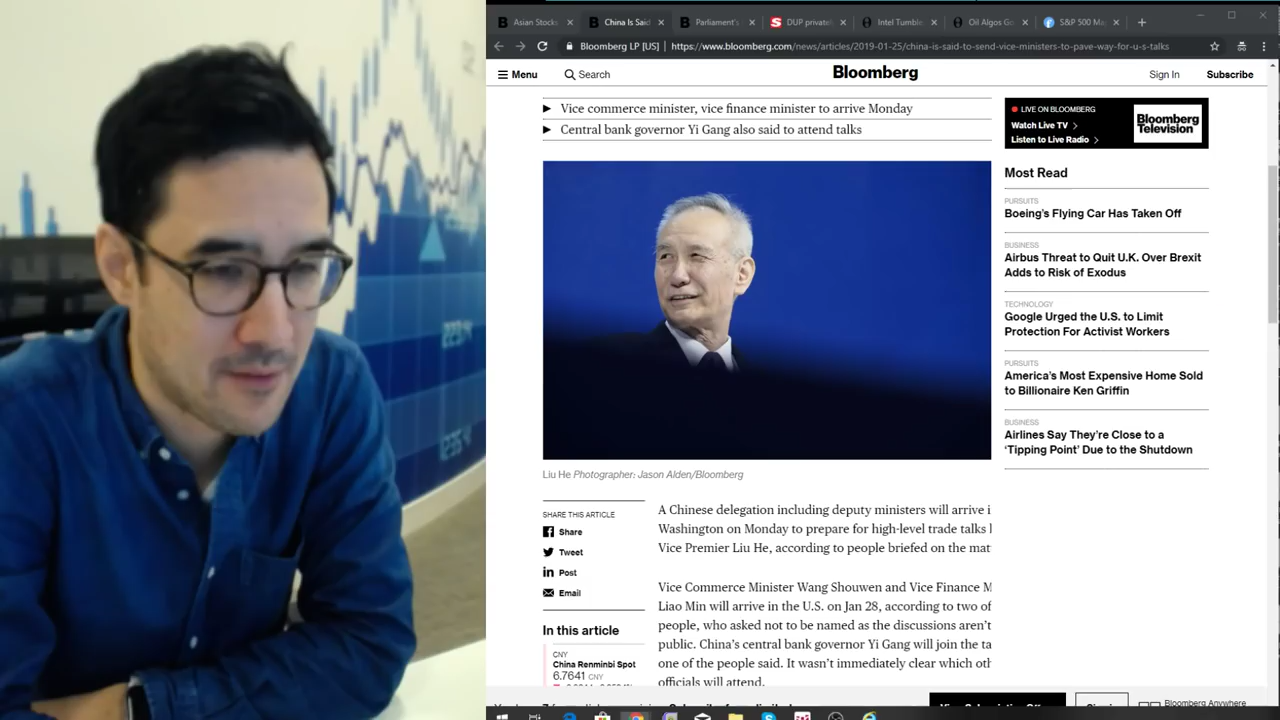 Asian Stocks
China Is Said
Parliament's
DUP privatel
Intel Tumble
Oil Algos Go
S&P 500 Ma
Bloomberg LP [US]
https://www.bloomberg.com/news/articles/2019-01-25/china-is-said-to-send-vice-ministers-to-pave-way-for-u-s-talks
Menu
Search
Bloomberg
Sign In
Subscribe
Vice commerce minister, vice finance minister to arrive Monday
Central bank governor Yi Gang also said to attend talks
LIVE ON BLOOMBERG
Watch Live TV
Listen to Live Radio
Bloomberg
Television
Most Read
PURSUITS
Boeing's Flying Car Has Taken Off
BUSINESS
Airbus Threat to Quit U.K. Over Brexit
Adds to Risk of Exodus
TECHNOLOGY
Google Urged the U.S. to Limit
Protection For Activist Workers
PURSUITS
America's Most Expensive Home Sold
to Billionaire Ken Griffin
BUSINESS
Airlines Say They're Close to a
'Tipping Point' Due to the Shutdown
Liu He Photographer: Jason Alden/Bloomberg
SHARE THIS ARTICLE
Share
Tweet
Post
Email
In this article
CNY
China Renminbi Spot
6.7641 CNY
A Chinese delegation including deputy ministers will arrive i
Washington on Monday to prepare for high-level trade talks
Vice Premier Liu He, according to people briefed on the mat
Vice Commerce Minister Wang Shouwen and Vice Finance M
Liao Min will arrive in the U.S. on Jan 28, according to two of
people, who asked not to be named as the discussions aren't
public. China's central bank governor Yi Gang will join the ta
one of the people said. It wasn't immediately clear which oth
officials will attend.
Bloomberg Anywhere